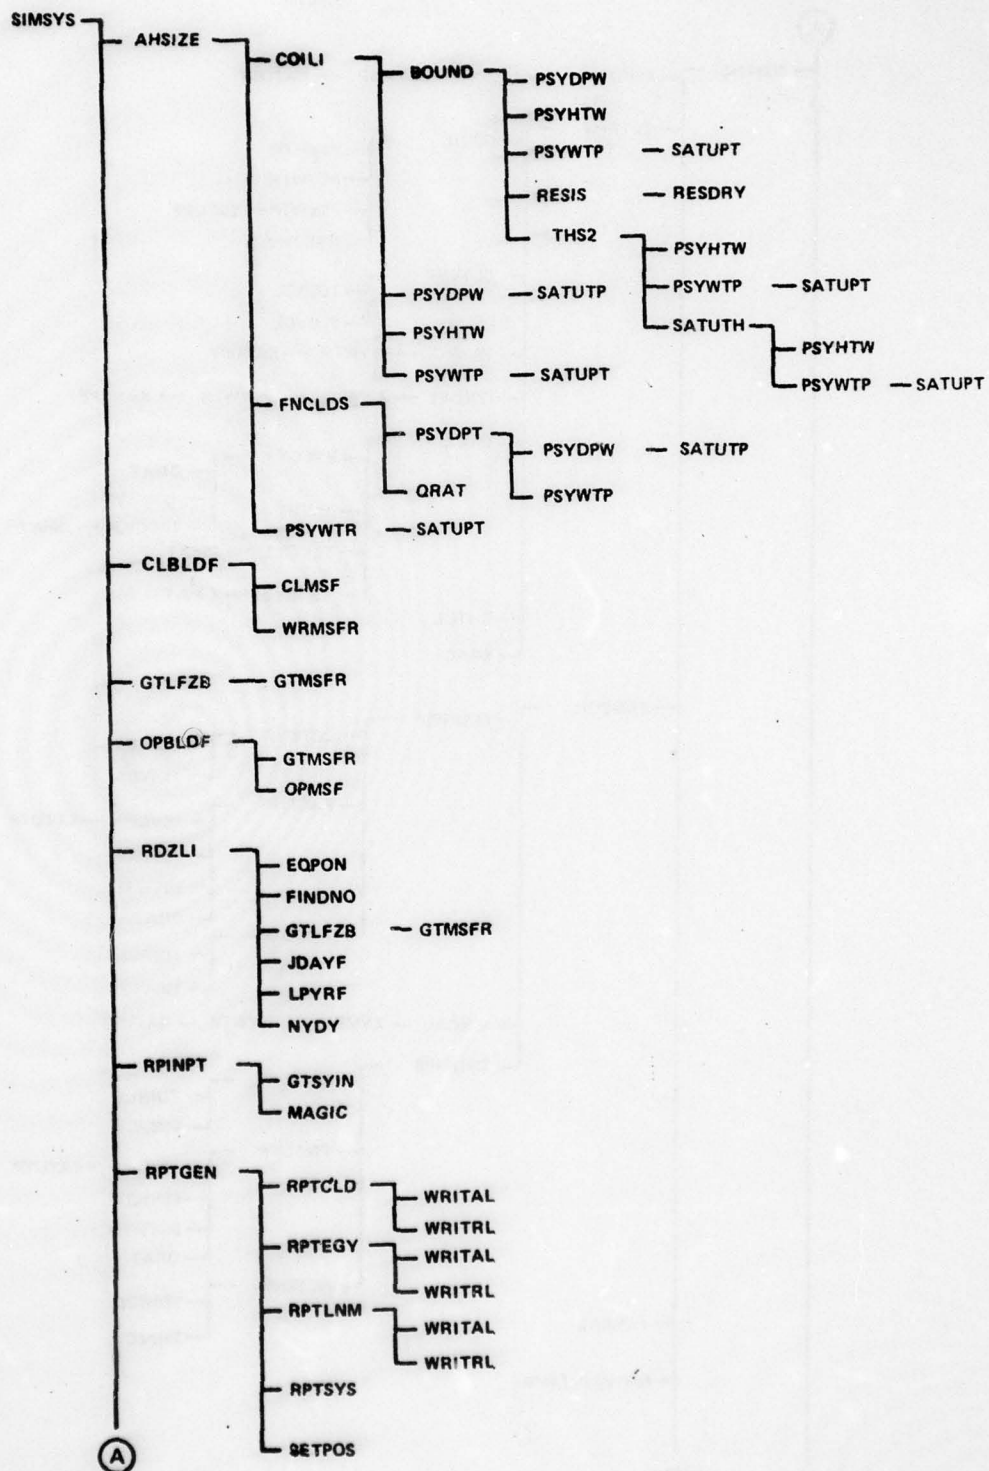 SIMSYS
AHSIZE
COILI
BOUND
PSYDPW
PSYHTW
PSYWTP — SATUPT
RESIS — RESDRY
THS2
PSYHTW
PSYWTP — SATUPT
SATUTH
PSYHTW
PSYWTP — SATUPT
PSYDPW — SATUTP
PSYHTW
PSYWTP — SATUPT
FNCLDS
PSYDPT
PSYDPW — SATUTP
PSYWTP
QRAT
PSYWTR — SATUPT
CLBLDF
CLMSF
WRMSFR
GTLFZB — GTMSFR
OPBLDF
GTMSFR
OPMSF
RDZLI
EQPON
FINDNO
GTLFZB — GTMSFR
JDAYF
LPYRF
NYDY
RPINPT
GTSYIN
MAGIC
RPTGEN
RPTCLD
WRITAL
WRITRL
RPTEGY
WRITAL
WRITRL
RPTLNM
WRITAL
WRITRL
RPTSYS
SETPOS
A